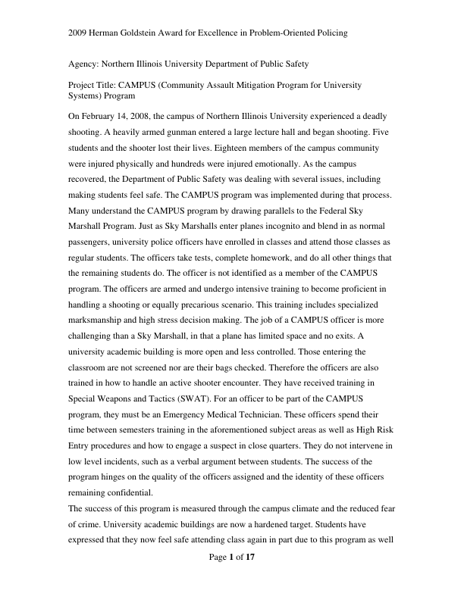 2009 Herman Goldstein Award for Excellence in Problem-Oriented Policing
Agency: Northern Illinois University Department of Public Safety
Project Title: CAMPUS (Community Assault Mitigation Program for University
Systems) Program
On February 14, 2008, the campus of Northern Illinois University experienced a deadly
shooting. A heavily armed gunman entered a large lecture hall and began shooting. Five
students and the shooter lost their lives. Eighteen members of the campus community
were injured physically and hundreds were injured emotionally. As the campus
recovered, the Department of Public Safety was dealing with several issues, including
making students feel safe. The CAMPUS program was implemented during that process.
Many understand the CAMPUS program by drawing parallels to the Federal Sky
Marshall Program. Just as Sky Marshalls enter planes incognito and blend in as normal
passengers, university police officers have enrolled in classes and attend those classes as
regular students. The officers take tests, complete homework, and do all other things that
the remaining students do. The officer is not identified as a member of the CAMPUS
program. The officers are armed and undergo intensive training to become proficient in
handling a shooting or equally precarious scenario. This training includes specialized
marksmanship and high stress decision making. The job of a CAMPUS officer is more
challenging than a Sky Marshall, in that a plane has limited space and no exits. A
university academic building is more open and less controlled. Those entering the
classroom are not screened nor are their bags checked. Therefore the officers are also
trained in how to handle an active shooter encounter. They have received training in
Special Weapons and Tactics (SWAT). For an officer to be part of the CAMPUS
program, they must be an Emergency Medical Technician. These officers spend their
time between semesters training in the aforementioned subject areas as well as High Risk
Entry procedures and how to engage a suspect in close quarters. They do not intervene in
low level incidents, such as a verbal argument between students. The success of the
program hinges on the quality of the officers assigned and the identity of these officers
remaining confidential.
The success of this program is measured through the campus climate and the reduced fear
of crime. University academic buildings are now a hardened target. Students have
expressed that they now feel safe attending class again in part due to this program as well
Page 1 of 17